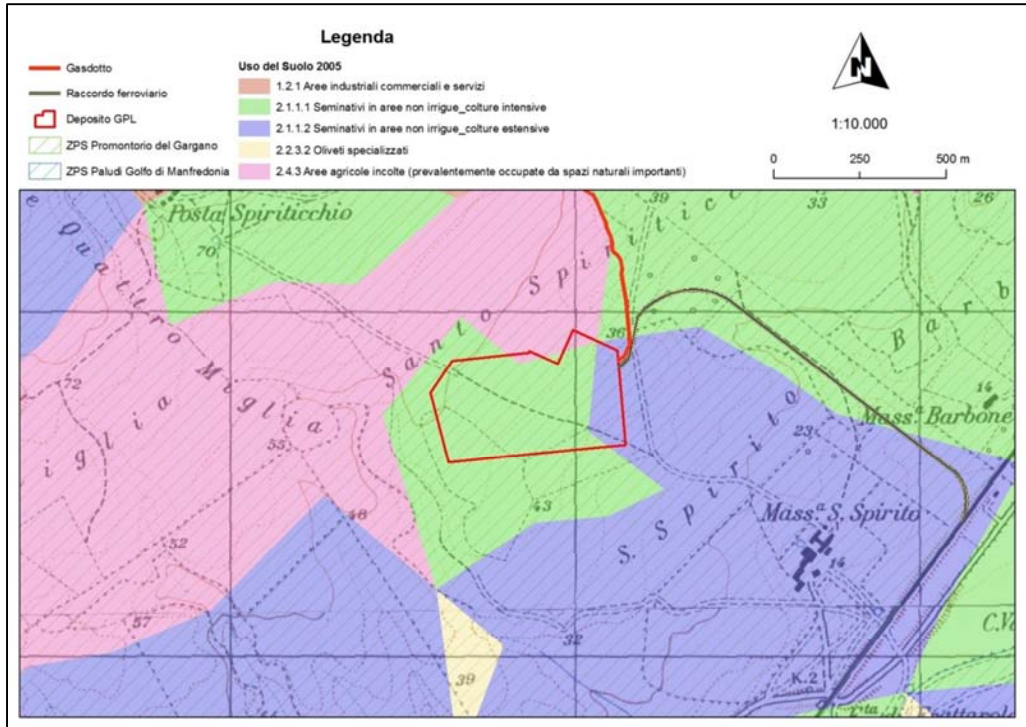 Legenda
Gasdotto
Raccordo ferroviario
Deposito GPL
ZPS Promontorio del Gargano
ZPS Paludi Golfo di Manfredonia
Uso del Suolo 2005
1.2.1 Aree industriali commerciali e servizi
2.1.1.1 Seminativi in aree non irrigue_colture intensive
2.1.1.2 Seminativi in aree non irrigue_colture estensive
2.2.3.2 Oliveti specializzati
2.4.3 Aree agricole incolte (prevalentemente occupate da spazi naturali importanti)
N
1:10.000
0 250 500 m
Posta Spiriticchio
39
33
26
70
e Quattro Miglia
Santo Spiriticc
36
Barb
72
iglia
55
14
Mass.ª Barbone
23
S. Spirito
48
43
52
Mass.ª S. Spirito
14
57
32
39
K.2